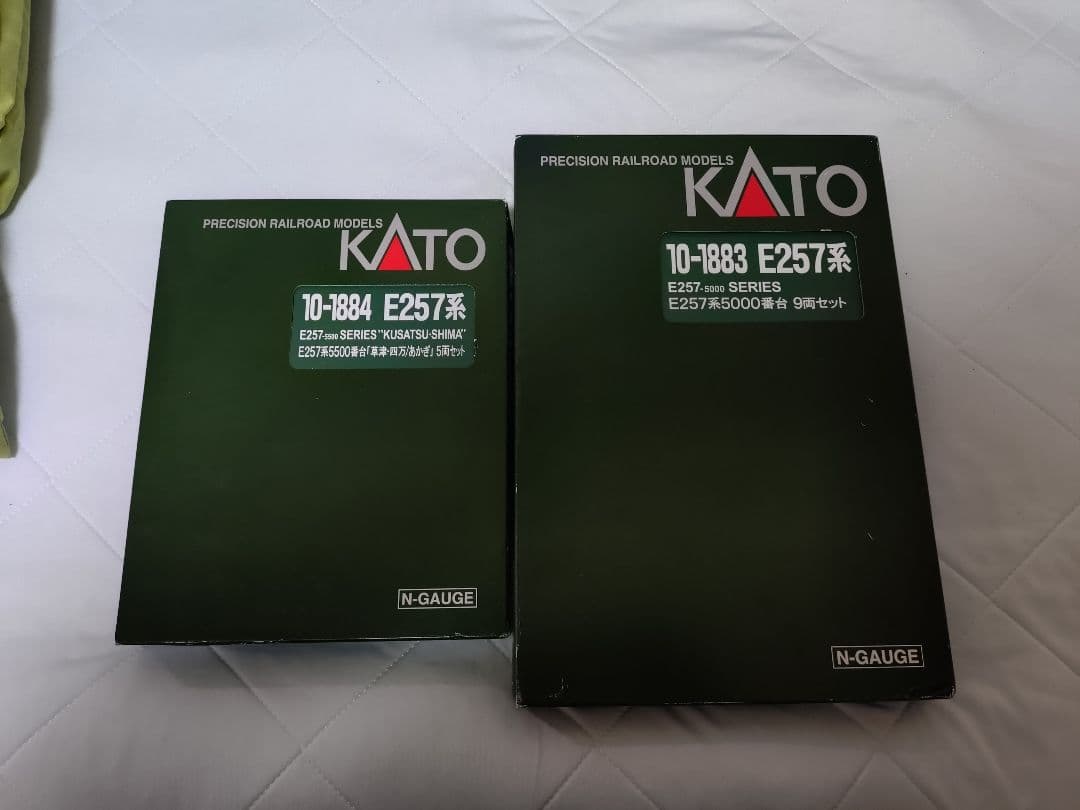 PRECISION RAILROAD MODELS
KATO
10-1884 E257系
E257-5500 SERIES "KUSATSU・SHIMA"
E257系5500番台「草津・四万/あかぎ」 5両セット
N-GAUGE
PRECISION RAILROAD MODELS
KATO
10-1883 E257系
E257-5000 SERIES
E257系5000番台 9両セット
N-GAUGE